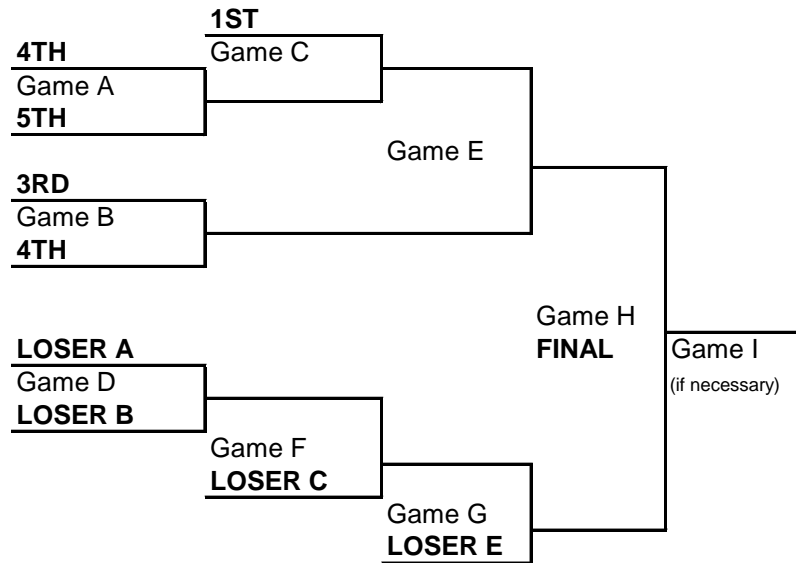 1ST
4TH
Game C
Game A
5TH
Game E
3RD
Game B
4TH
Game H
LOSER A
FINAL
Game I
Game D
(if necessary)
LOSER B
Game F
LOSER C
Game G
LOSER E